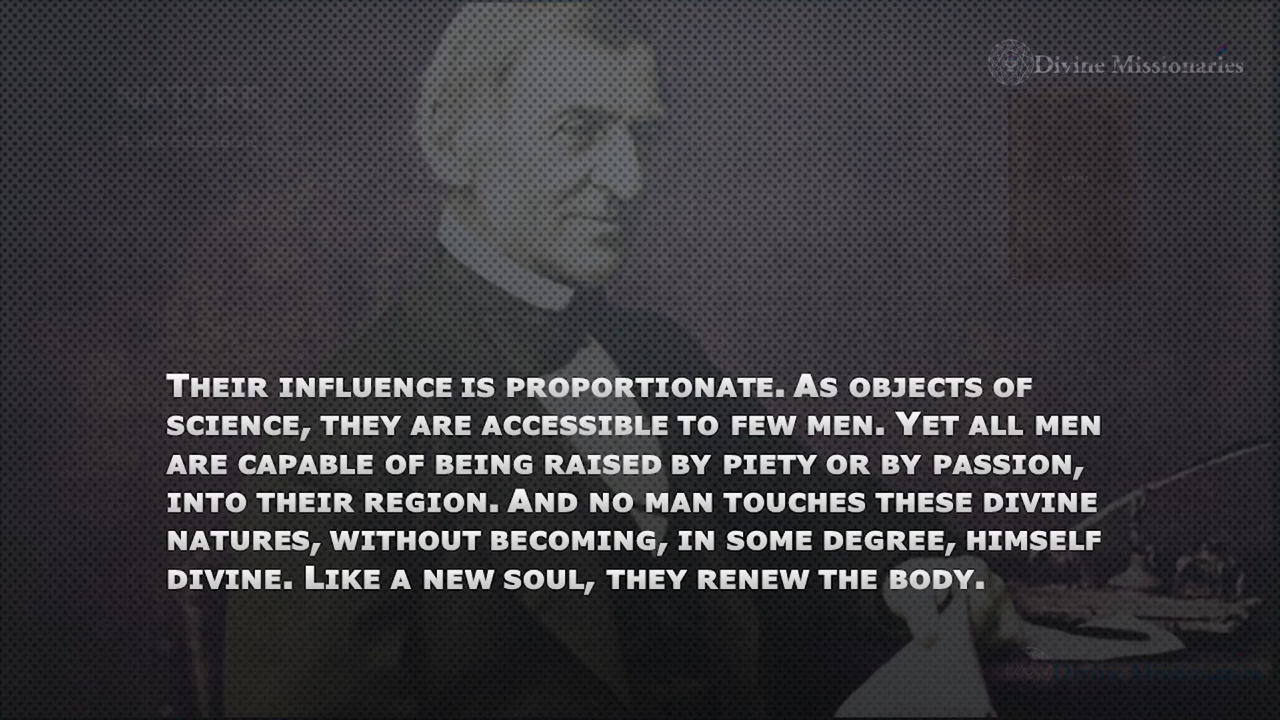 NATURE
Divine Missionaries
THEIR INFLUENCE IS PROPORTIONATE. AS OBJECTS OF
SCIENCE, THEY ARE ACCESSIBLE TO FEW MEN. YET ALL MEN
ARE CAPABLE OF BEING RAISED BY PIETY OR BY PASSION,
INTO THEIR REGION. AND NO MAN TOUCHES THESE DIVINE
NATURES, WITHOUT BECOMING, IN SOME DEGREE, HIMSELF
DIVINE. LIKE A NEW SOUL, THEY RENEW THE BODY.